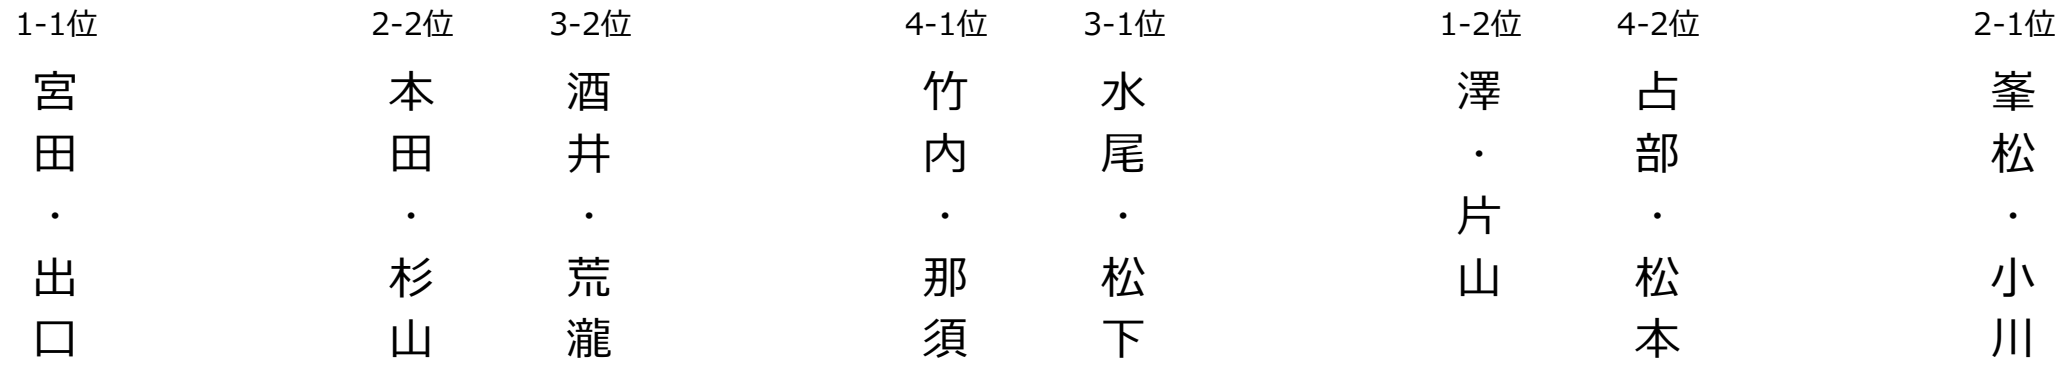 1-1位 2-2位 3-2位 4-1位 3-1位 1-2位 4-2位 2-1位
宮田・出口
本田・杉山
酒井・荒瀧
竹内・那須
水尾・松下
澤・片山
占部・松本
峯松・小川